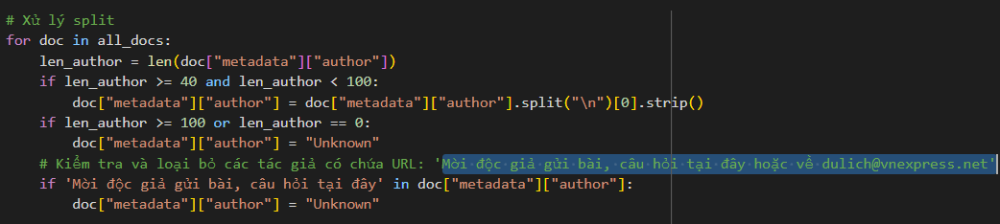 # Xử lý split
for doc in all_docs:
    len_author = len(doc["metadata"]["author"])
    if len_author >= 40 and len_author < 100:
        doc["metadata"]["author"] = doc["metadata"]["author"].split("\n")[0].strip()
    if len_author >= 100 or len_author == 0:
        doc["metadata"]["author"] = "Unknown"
    # Kiểm tra và loại bỏ các tác giả có chứa URL: 'Mời độc giả gửi bài, câu hỏi tại đây hoặc về dulich@vnexpress.net'
    if 'Mời độc giả gửi bài, câu hỏi tại đây' in doc["metadata"]["author"]:
        doc["metadata"]["author"] = "Unknown"